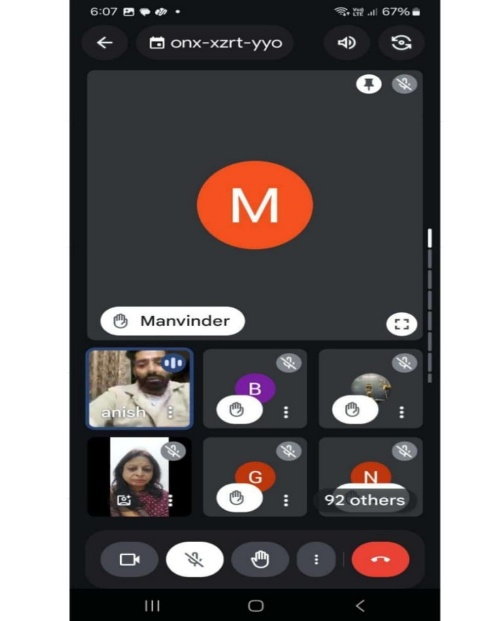 6:07 67%
onx-xzrt-yyo
M
Manvinder
anish B
G N
92 others